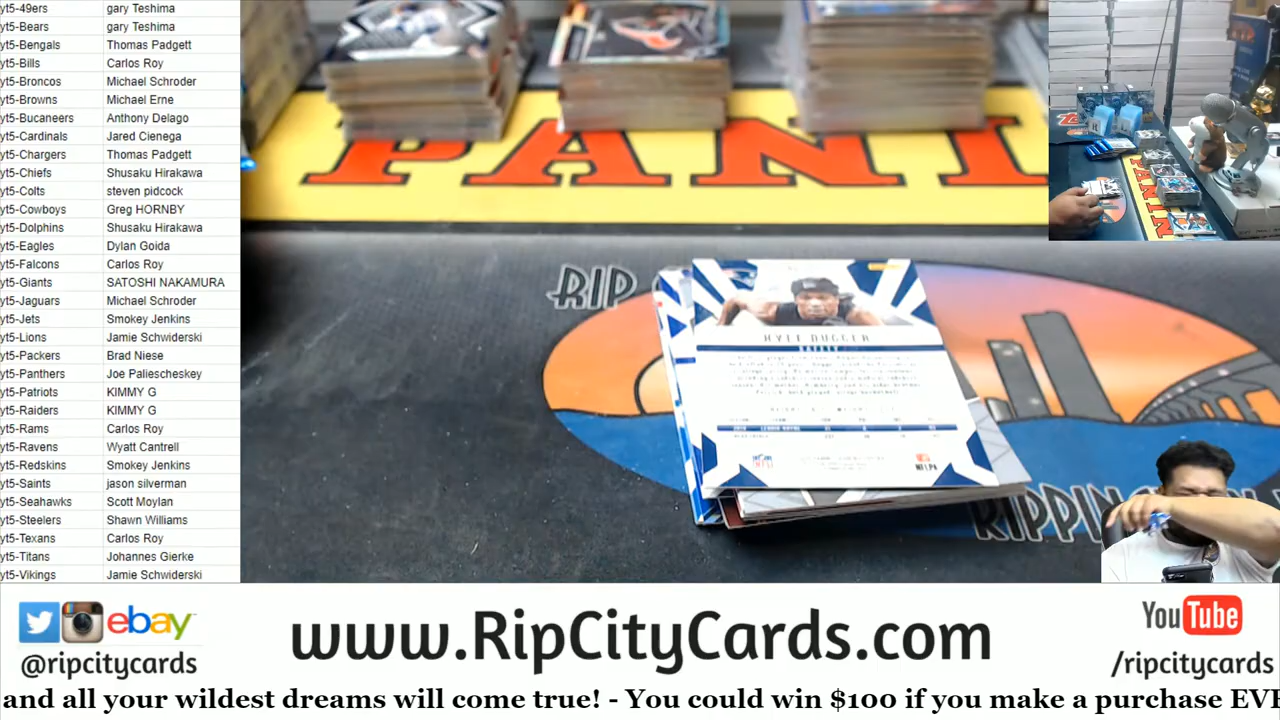 yt5-49ers gary Teshima
yt5-Bears gary Teshima
yt5-Bengals Thomas Padgett
yt5-Bills Carlos Roy
yt5-Broncos Michael Schroder
yt5-Browns Michael Erne
yt5-Bucaneers Anthony Delago
yt5-Cardinals Jared Cienega
yt5-Chargers Thomas Padgett
yt5-Chiefs Shusaku Hirakawa
yt5-Colts steven pidcock
yt5-Cowboys Greg HORNBY
yt5-Dolphins Shusaku Hirakawa
yt5-Eagles Dylan Goida
yt5-Falcons Carlos Roy
yt5-Giants SATOSHI NAKAMURA
yt5-Jaguars Michael Schroder
yt5-Jets Smokey Jenkins
yt5-Lions Jamie Schwiderski
yt5-Packers Brad Niese
yt5-Panthers Joe Paliescheskey
yt5-Patriots KIMMY G
yt5-Raiders KIMMY G
yt5-Rams Carlos Roy
yt5-Ravens Wyatt Cantrell
yt5-Redskins Smokey Jenkins
yt5-Saints jason silverman
yt5-Seahawks Scott Moylan
yt5-Steelers Shawn Williams
yt5-Texans Carlos Roy
yt5-Titans Johannes Gierke
yt5-Vikings Jamie Schwiderski
PANI
RIP
KYLE DUGGER
SAFETY
NFLPA
RIPPIN
ebay
@ripcitycards
www.RipCityCards.com
YouTube
/ripcitycards
and all your wildest dreams will come true! - You could win $100 if you make a purchase EVE